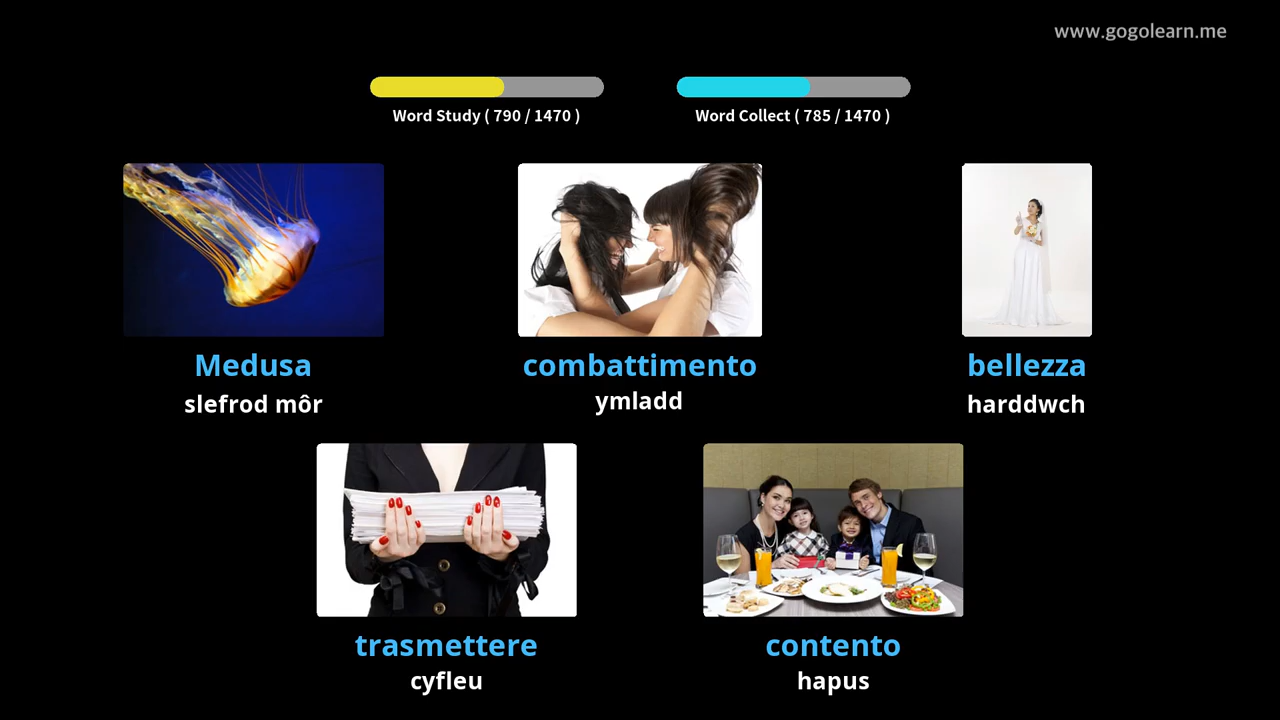 www.gogolearn.me
Word Study ( 790 / 1470 )
Word Collect ( 785 / 1470 )
Medusa
slefrod môr
combattimento
ymladd
bellezza
harddwch
trasmettere
cyfleu
contento
hapus